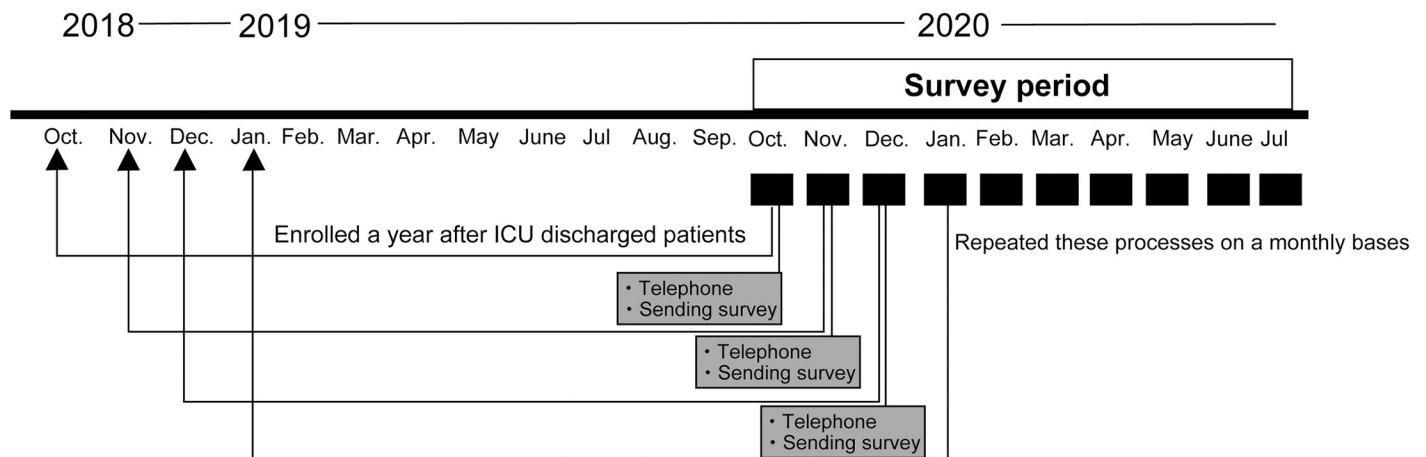 2018 2019 2020
Survey period
Oct. Nov. Dec. Jan. Feb. Mar. Apr. May June Jul Aug. Sep. Oct. Nov. Dec. Jan. Feb. Mar. Apr. May June Jul
Enrolled a year after ICU discharged patients
Repeated these processes on a monthly bases
・Telephone
・Sending survey
・Telephone
・Sending survey
・Telephone
・Sending survey